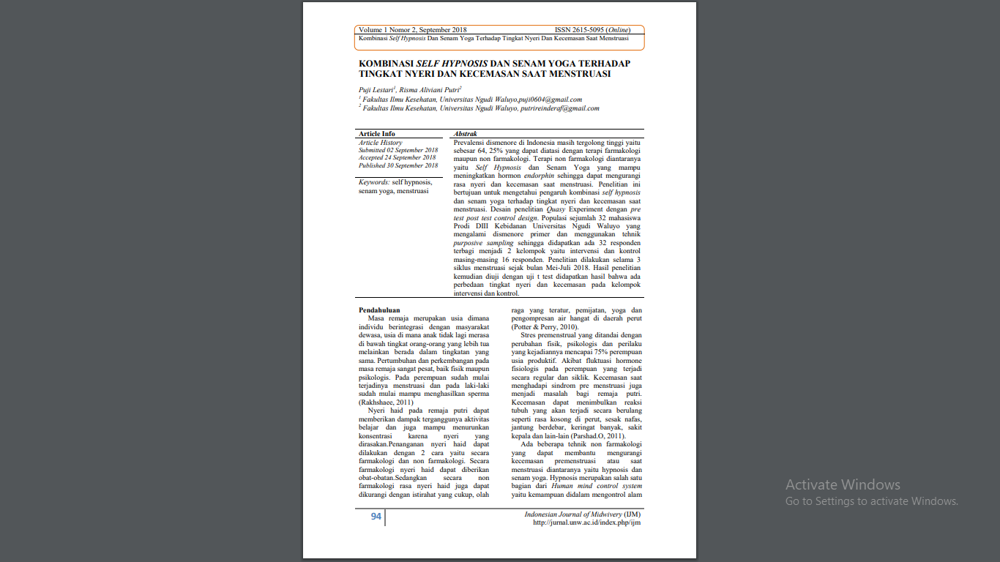 Volume 1 Nomor 2, September 2018 ISSN 2615-5095 (Online)
Kombinasi Self Hypnosis Dan Senam Yoga Terhadap Tingkat Nyeri Dan Kecemasan Saat Menstruasi
KOMBINASI SELF HYPNOSIS DAN SENAM YOGA TERHADAP
TINGKAT NYERI DAN KECEMASAN SAAT MENSTRUASI
Puji Lestari1, Risma Aliviani Putri2
1 Fakultas Ilmu Kesehatan, Universitas Ngudi Waluyo,puji0604@gmail.com
2 Fakultas Ilmu Kesehatan, Universitas Ngudi Waluyo, putrireinderaf@gmail.com
Article Info
Article History
Submitted 02 September 2018
Accepted 24 September 2018
Published 30 September 2018
Keywords: self hypnosis,
senam yoga, menstruasi
Abstrak
Prevalensi dismenore di Indonesia masih tergolong tinggi yaitu
sebesar 64, 25% yang dapat diatasi dengan terapi farmakologi
maupun non farmakologi. Terapi non farmakologi diantaranya
yaitu Self Hypnosis dan Senam Yoga yang mampu
meningkatkan hormon endorphin sehingga dapat mengurangi
rasa nyeri dan kecemasan saat menstruasi. Penelitian ini
bertujuan untuk mengetahui pengaruh kombinasi self hypnosis
dan senam yoga terhadap tingkat nyeri dan kecemasan saat
menstruasi. Desain penelitian Quasy Experiment dengan pre
test post test control design. Populasi sejumlah 32 mahasiswa
Prodi DIII Kebidanan Universitas Ngudi Waluyo yang
mengalami dismenore primer dan menggunakan tehnik
purposive sampling sehingga didapatkan ada 32 responden
terbagi menjadi 2 kelompok yaitu intervensi dan kontrol
masing-masing 16 responden. Penelitian dilakukan selama 3
siklus menstruasi sejak bulan Mei-Juli 2018. Hasil penelitian
kemudian diuji dengan uji t test didapatkan hasil bahwa ada
perbedaan tingkat nyeri dan kecemasan pada kelompok
intervensi dan kontrol.
Pendahuluan
Masa remaja merupakan usia dimana
individu berintegrasi dengan masyarakat
dewasa, usia di mana anak tidak lagi merasa
di bawah tingkat orang-orang yang lebih tua
melainkan berada dalam tingkatan yang
sama. Pertumbuhan dan perkembangan pada
masa remaja sangat pesat, baik fisik maupun
psikologis. Pada perempuan sudah mulai
terjadinya menstruasi dan pada laki-laki
sudah mulai mampu menghasilkan sperma
(Rakhshaee, 2011)
Nyeri haid pada remaja putri dapat
memberikan dampak terganggunya aktivitas
belajar dan juga mampu menurunkan
konsentrasi karena nyeri yang
dirasakan.Penanganan nyeri haid dapat
dilakukan dengan 2 cara yaitu secara
farmakologi dan non farmakologi. Secara
farmakologi nyeri haid dapat diberikan
obat-obatan.Sedangkan secara non
farmakologi rasa nyeri haid juga dapat
dikurangi dengan istirahat yang cukup, olah
raga yang teratur, pemijatan, yoga dan
pengompresan air hangat di daerah perut
(Potter & Perry, 2010).
Stres premenstrual yang ditandai dengan
perubahan fisik, psikologis dan perilaku
yang kejadiannya mencapai 75% perempuan
usia produktif. Akibat fluktuasi hormone
fisiologis pada perempuan yang terjadi
secara regular dan siklik. Kecemasan saat
menghadapi sindrom pre menstruasi juga
menjadi masalah bagi remaja putri.
Kecemasan dapat menimbulkan reaksi
tubuh yang akan terjadi secara berulang
seperti rasa kosong di perut, sesak nafas,
jantung berdebar, keringat banyak, sakit
kepala dan lain-lain (Parshad.O, 2011).
Ada beberapa tehnik non farmakologi
yang dapat membantu mengurangi
kecemasan premenstruasi atau saat
menstruasi diantaranya yaitu hypnosis dan
senam yoga. Hypnosis merupakan salah satu
bagian dari Human mind control system
yaitu kemampuan didalam mengontrol alam
94
Indonesian Journal of Midwivery (IJM)
http://jurnal.unw.ac.id/index.php/ijm
Activate Windows
Go to Settings to activate Windows.